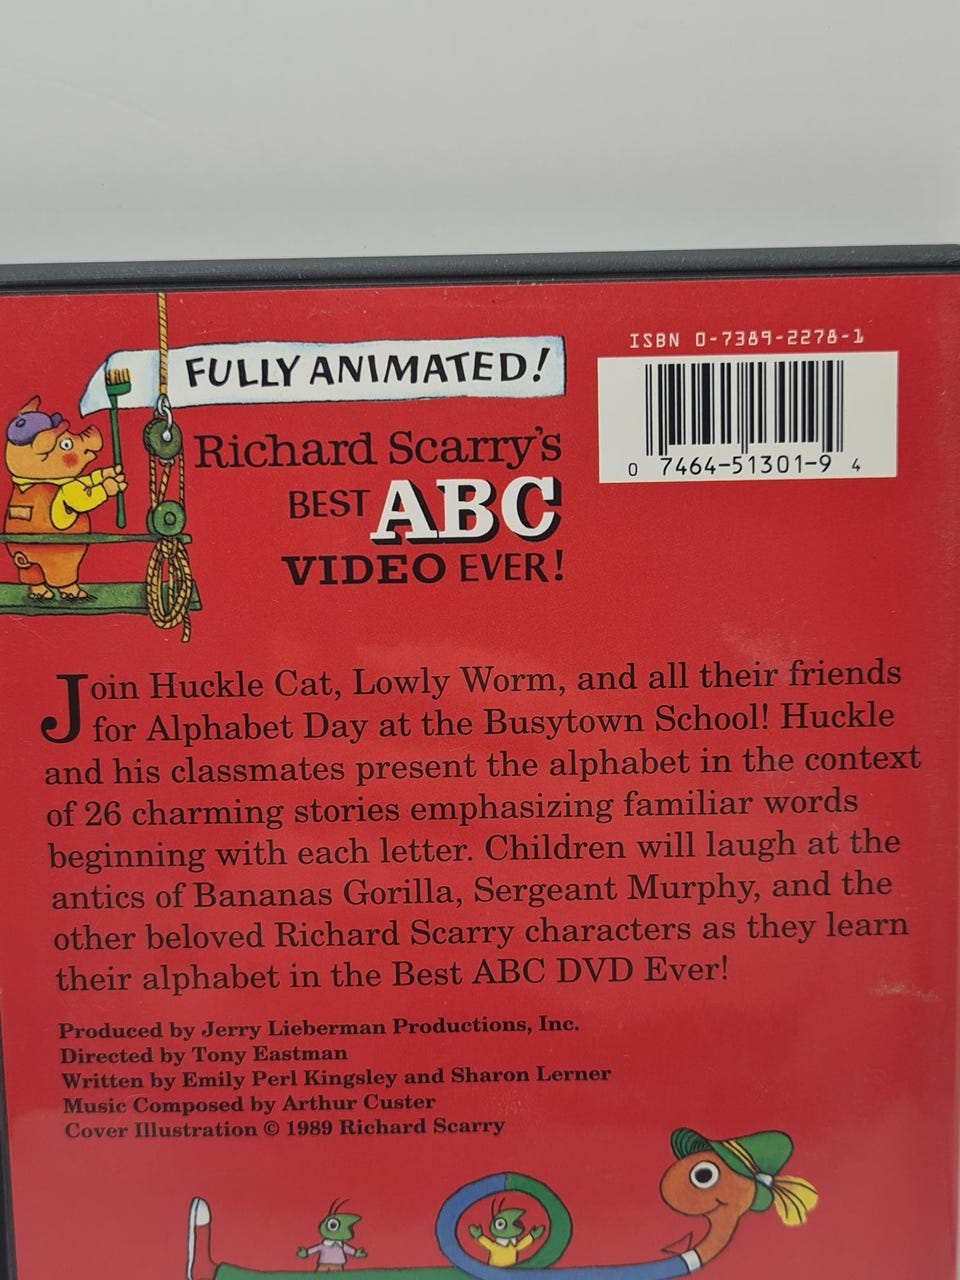 FULLY ANIMATED!
Richard Scarry's
BEST ABC
VIDEO EVER!
ISBN 0-7389-2278-1
0 7464-51301-9 4
Join Huckle Cat, Lowly Worm, and all their friends
for Alphabet Day at the Busytown School! Huckle
and his classmates present the alphabet in the context
of 26 charming stories emphasizing familiar words
beginning with each letter. Children will laugh at the
antics of Bananas Gorilla, Sergeant Murphy, and the
other beloved Richard Scarry characters as they learn
their alphabet in the Best ABC DVD Ever!
Produced by Jerry Lieberman Productions, Inc.
Directed by Tony Eastman
Written by Emily Perl Kingsley and Sharon Lerner
Music Composed by Arthur Custer
Cover Illustration © 1989 Richard Scarry